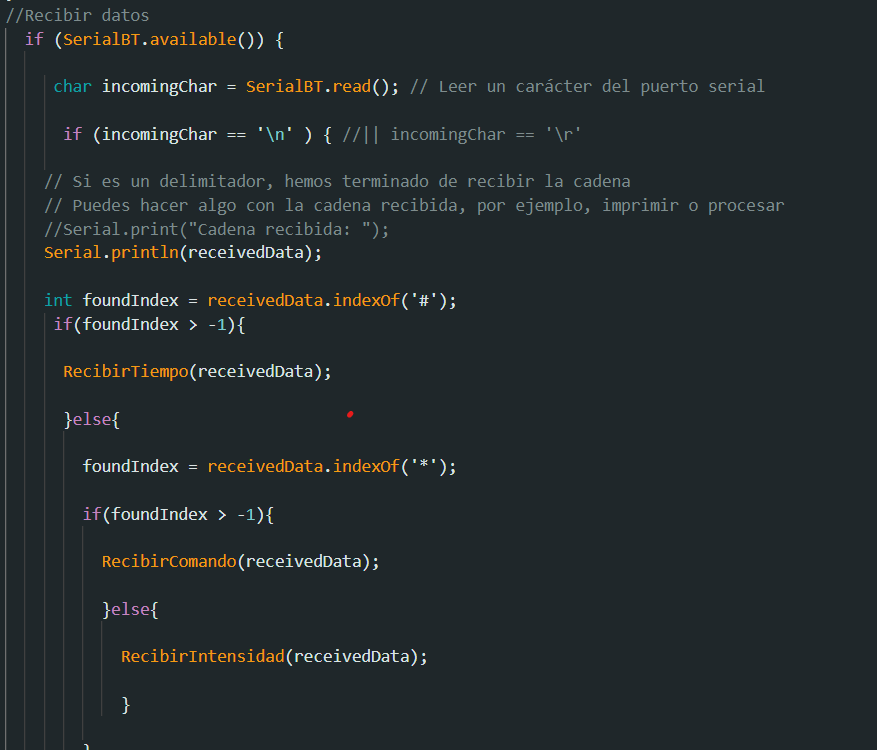 //Recibir datos
if (SerialBT.available()) {
char incomingChar = SerialBT.read(); // Leer un carácter del puerto serial
if (incomingChar == '\n' ) { //|| incomingChar == '\r'
// Si es un delimitador, hemos terminado de recibir la cadena
// Puedes hacer algo con la cadena recibida, por ejemplo, imprimir o procesar
//Serial.print("Cadena recibida: ");
Serial.println(receivedData);
int foundIndex = receivedData.indexOf('#');
if(foundIndex > -1){
RecibirTiempo(receivedData);
}else{
foundIndex = receivedData.indexOf('*');
if(foundIndex > -1){
RecibirComando(receivedData);
}else{
RecibirIntensidad(receivedData);
}
}